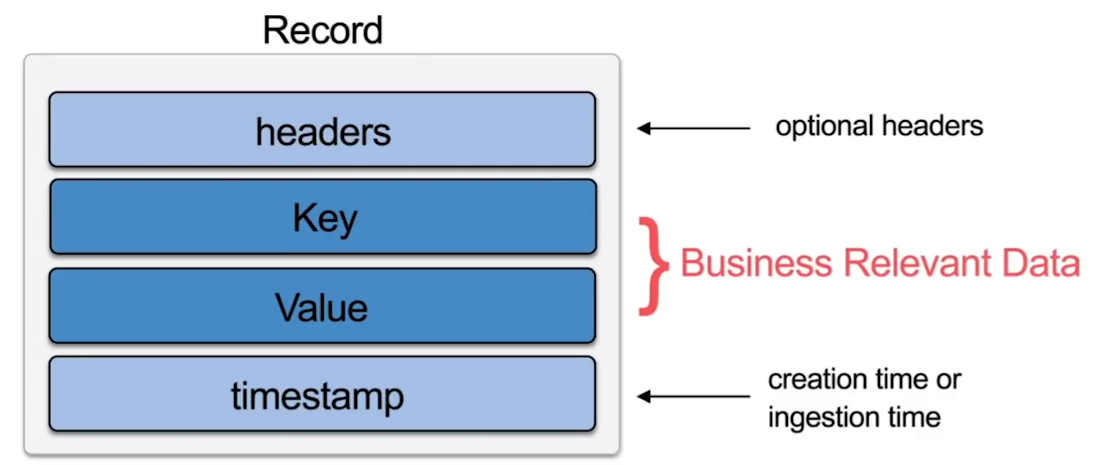 Record
headers
optional headers
Key
Business Relevant Data
Value
timestamp
creation time or
ingestion time